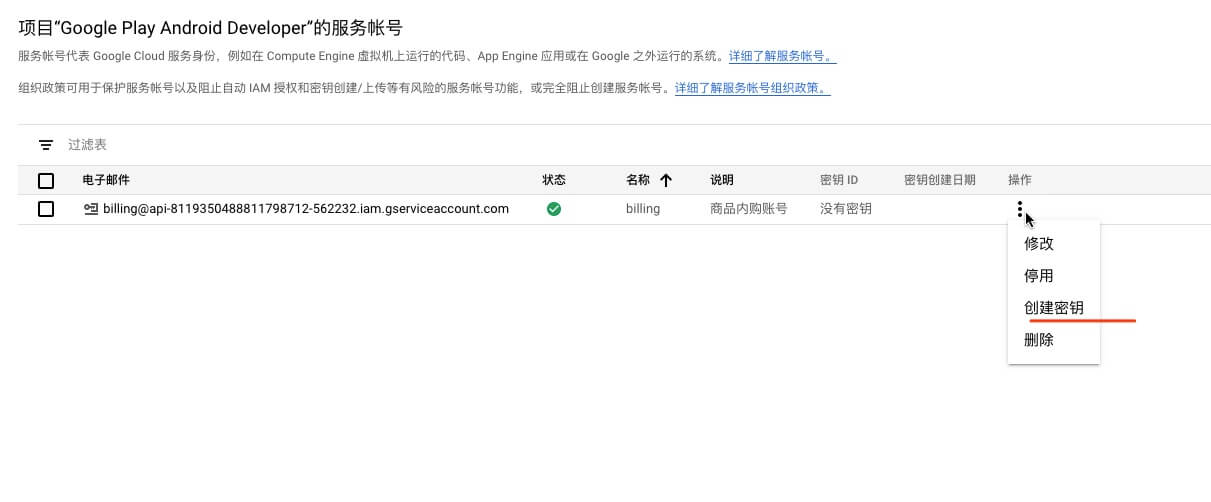 项目“Google Play Android Developer”的服务帐号
服务帐号代表 Google Cloud 服务身份，例如在 Compute Engine 虚拟机上运行的代码、App Engine 应用或在 Google 之外运行的系统。详细了解服务帐号。
组织政策可用于保护服务帐号以及阻止自动 IAM 授权和密钥创建/上传等有风险的服务帐号功能，或完全阻止创建服务帐号。详细了解服务帐号组织政策。
过滤表
电子邮件 状态 名称 说明 密钥 ID 密钥创建日期 操作
billing@api-8119350488811798712-562232.iam.gserviceaccount.com billing 商品内购账号 没有密钥
修改
停用
创建密钥
删除